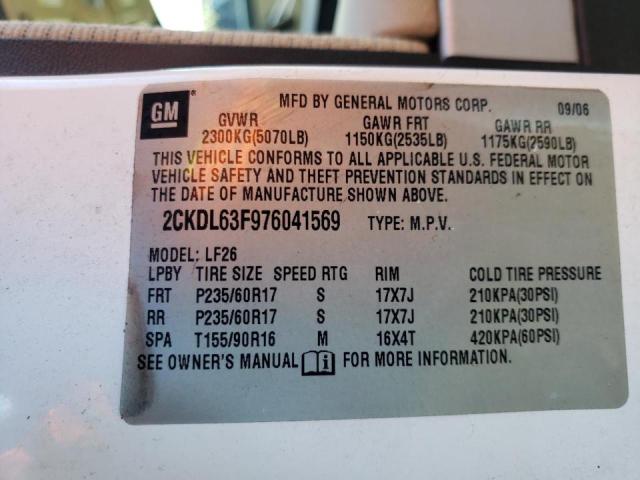 GM ® MFD BY GENERAL MOTORS CORP. 09/06
GVWR GAWR FRT GAWR RR
2300KG(5070LB) 1150KG(2535LB) 1175KG(2590LB)
THIS VEHICLE CONFORMS TO ALL APPLICABLE U.S. FEDERAL MOTOR
VEHICLE SAFETY AND THEFT PREVENTION STANDARDS IN EFFECT ON
THE DATE OF MANUFACTURE SHOWN ABOVE.
2CKDL63F976041569 TYPE: M.P.V.
MODEL: LF26
LPBY TIRE SIZE SPEED RTG RIM COLD TIRE PRESSURE
FRT P235/60R17 S 17X7J 210KPA(30PSI)
RR P235/60R17 S 17X7J 210KPA(30PSI)
SPA T155/90R16 M 16X4T 420KPA(60PSI)
SEE OWNER'S MANUAL i FOR MORE INFORMATION.